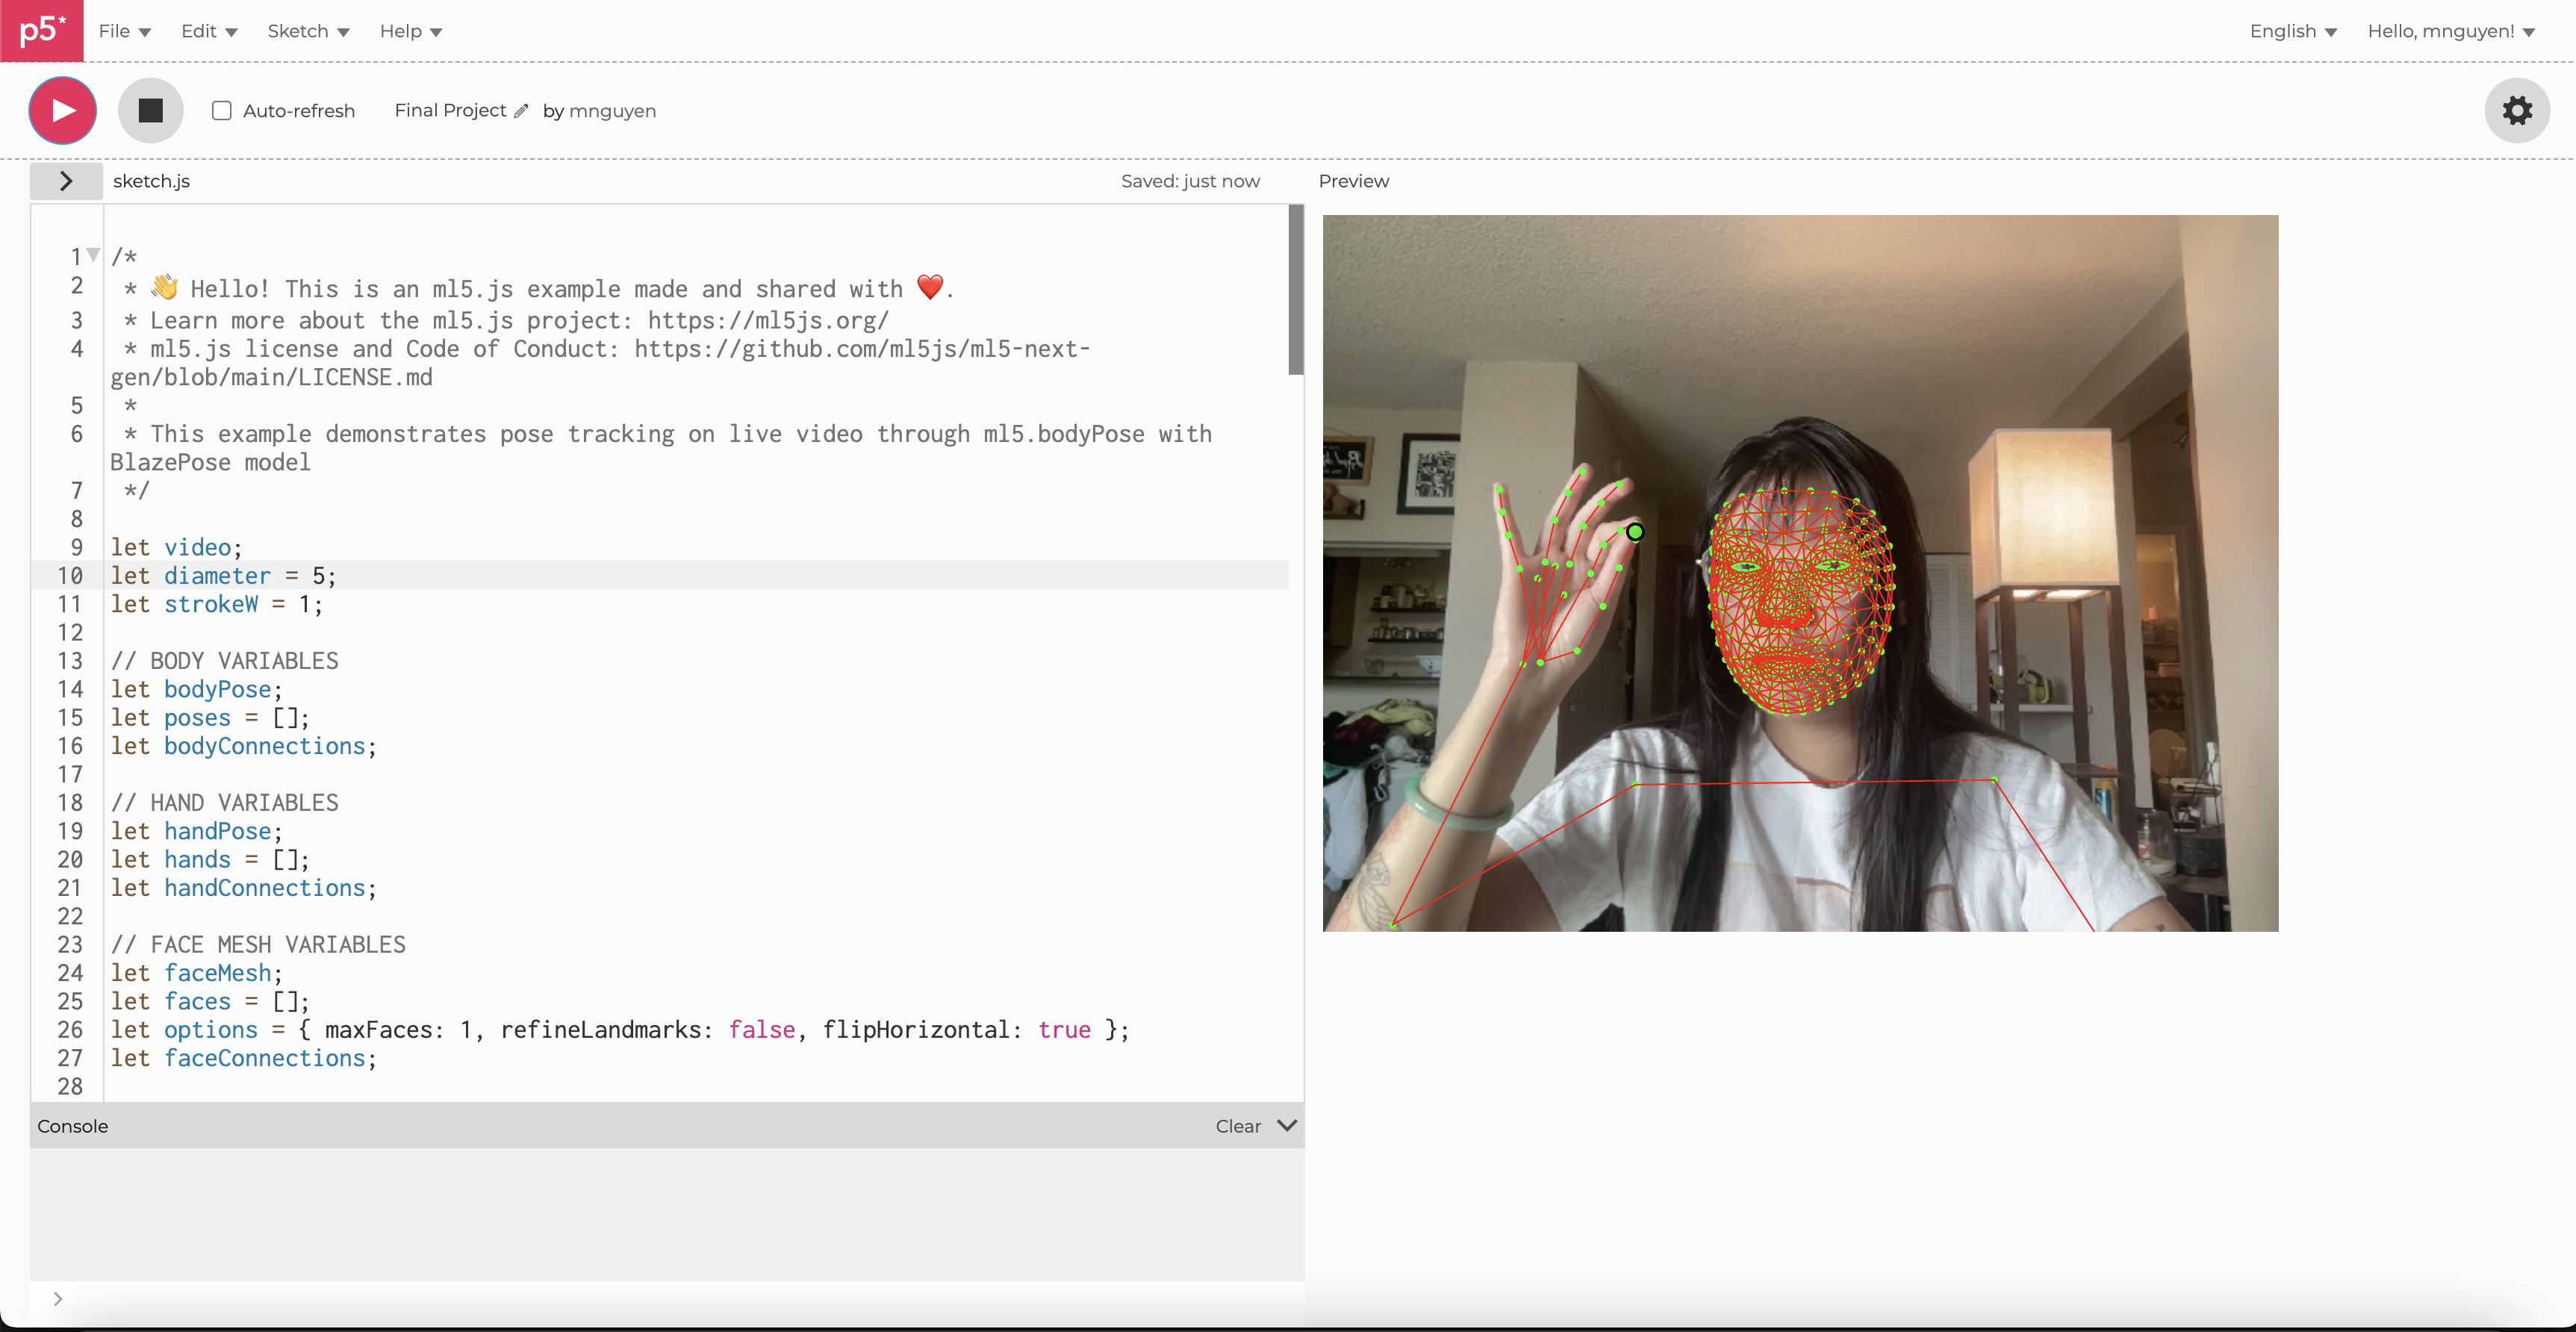 p5* File Edit Sketch Help English Hello, mnguyen!
Auto-refresh Final Project by mnguyen
sketch.js Saved: just now Preview
1 /*
2 * 👋 Hello! This is an ml5.js example made and shared with ❤️.
3 * Learn more about the ml5.js project: https://ml5js.org/
4 * ml5.js license and Code of Conduct: https://github.com/ml5js/ml5-next-
gen/blob/main/LICENSE.md
5 *
6 * This example demonstrates pose tracking on live video through ml5.bodyPose with
BlazePose model
7 */
8
9 let video;
10 let diameter = 5;
11 let strokeW = 1;
12
13 // BODY VARIABLES
14 let bodyPose;
15 let poses = [];
16 let bodyConnections;
17
18 // HAND VARIABLES
19 let handPose;
20 let hands = [];
21 let handConnections;
22
23 // FACE MESH VARIABLES
24 let faceMesh;
25 let faces = [];
26 let options = { maxFaces: 1, refineLandmarks: false, flipHorizontal: true };
27 let faceConnections;
28
Console Clear
>